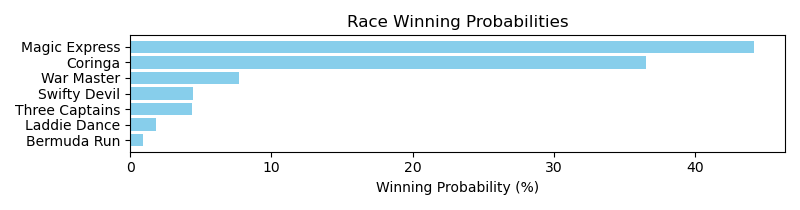 Race Winning Probabilities
Magic Express
Coringa
War Master
Swifty Devil
Three Captains
Laddie Dance
Bermuda Run
0 10 20 30 40
Winning Probability (%)